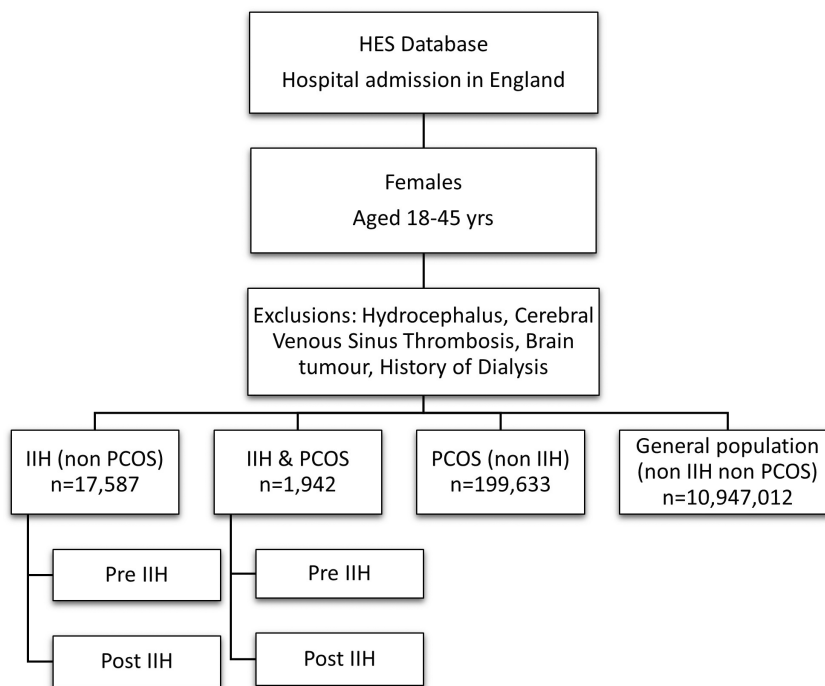 HES Database
Hospital admission in England
Females
Aged 18-45 yrs
Exclusions: Hydrocephalus, Cerebral
Venous Sinus Thrombosis, Brain
tumour, History of Dialysis
IIH (non PCOS)
n=17,587
IIH & PCOS
n=1,942
PCOS (non IIH)
n=199,633
General population
(non IIH non PCOS)
n=10,947,012
Pre IIH
Pre IIH
Post IIH
Post IIH